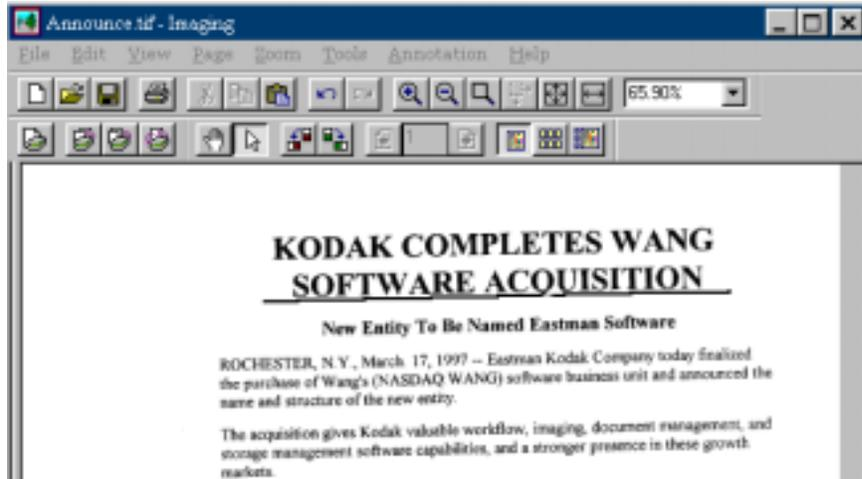 Announce.tif - Imaging
File Edit View Page Zoom Tools Annotation Help
65.90%
1
KODAK COMPLETES WANG
SOFTWARE ACQUISITION
New Entity To Be Named Eastman Software
ROCHESTER, N.Y., March. 17, 1997 -- Eastman Kodak Company today finalized
the purchase of Wang's (NASDAQ WANG) software business unit and announced the
name and structure of the new entity.
The acquisition gives Kodak valuable workflow, imaging, document management, and
storage management software capabilities, and a stronger presence in these growth
markets.